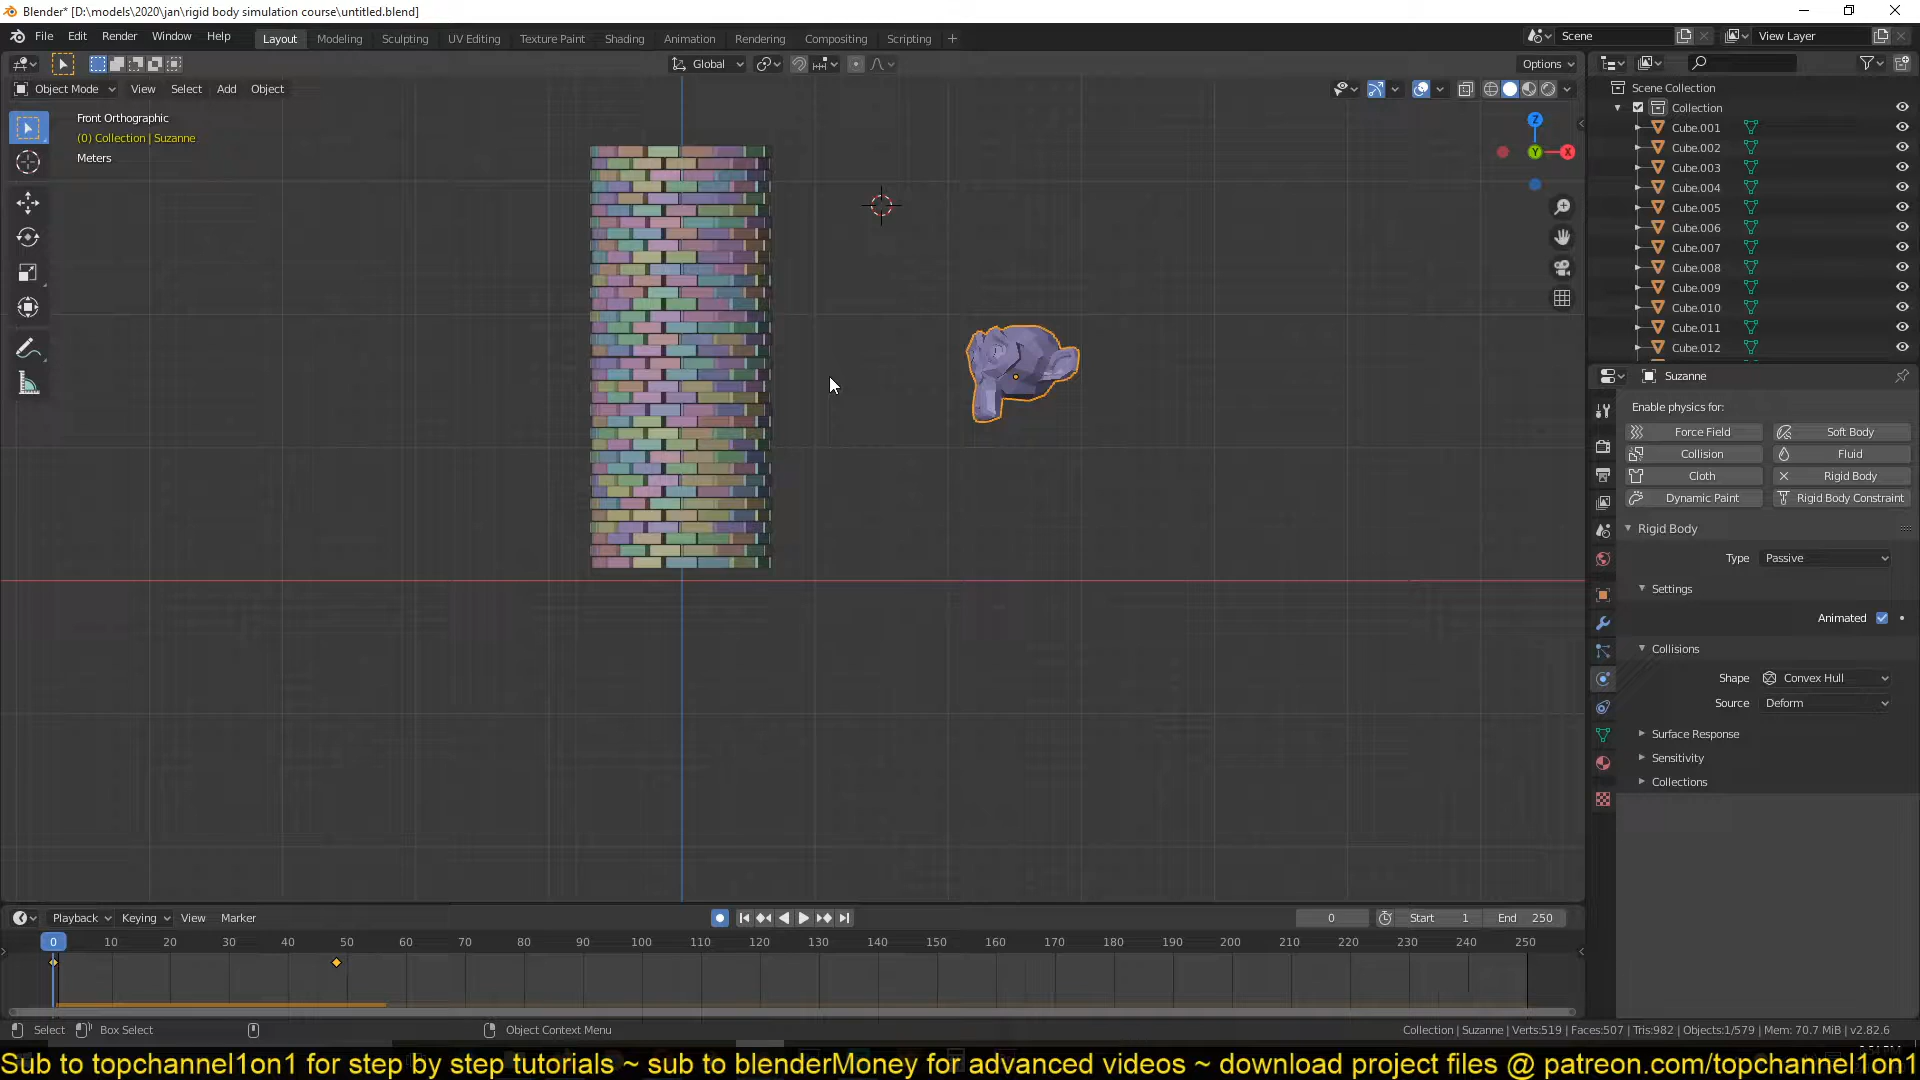 Blender* [D:\models\2020\jan\rigid body simulation course\untitled.blend]
File Edit Render Window Help Layout Modeling Sculpting UV Editing Texture Paint Shading Animation Rendering Compositing Scripting + Scene View Layer
Global Options
Object Mode View Select Add Object
Front Orthographic
(0) Collection | Suzanne
Meters
Z
Y
X
Scene Collection
Collection
Cube.001
Cube.002
Cube.003
Cube.004
Cube.005
Cube.006
Cube.007
Cube.008
Cube.009
Cube.010
Cube.011
Cube.012
Suzanne
Enable physics for:
Force Field Soft Body
Collision Fluid
Cloth Rigid Body
Dynamic Paint Rigid Body Constraint
Rigid Body
Type Passive
Settings
Animated
Collisions
Shape Convex Hull
Source Deform
Surface Response
Sensitivity
Collections
Playback Keying View Marker 0 Start 1 End 250
0 10 20 30 40 50 60 70 80 90 100 110 120 130 140 150 160 170 180 190 200 210 220 230 240 250
Select Box Select Object Context Menu Collection | Suzanne | Verts:519 | Faces:507 | Tris:982 | Objects:1/579 | Mem: 70.7 MiB | v2.82.6
Sub to topchannel1on1 for step by step tutorials ~ sub to blenderMoney for advanced videos ~ download project files @ patreon.com/topchannel1on1